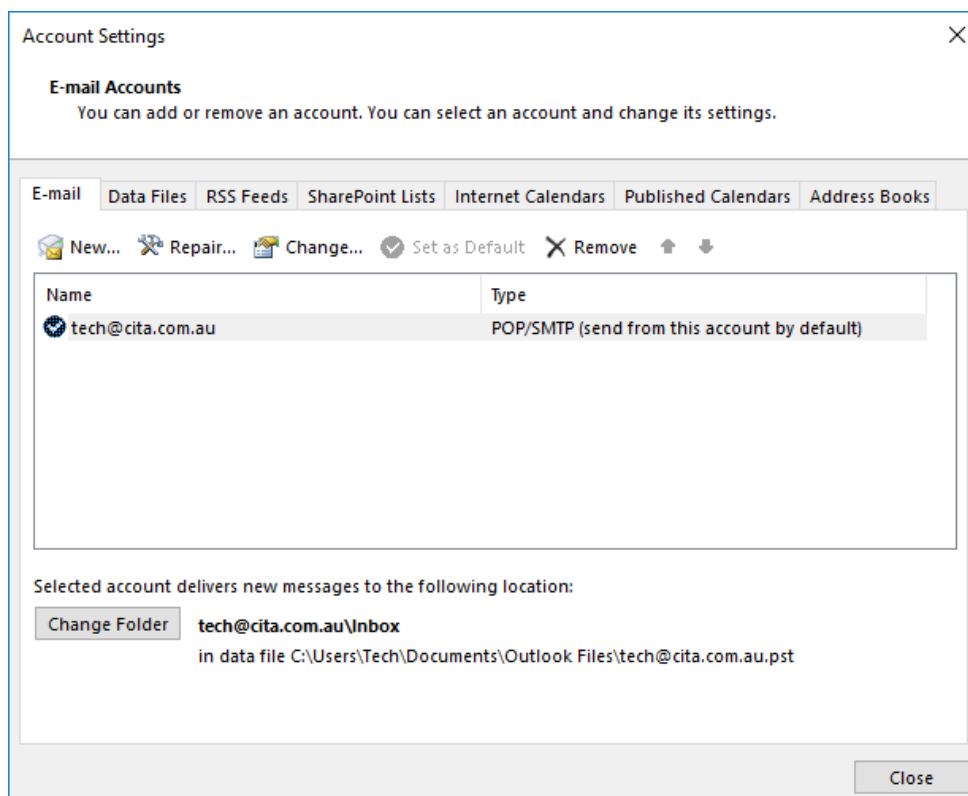 Account Settings
E-mail Accounts
You can add or remove an account. You can select an account and change its settings.
E-mail Data Files RSS Feeds SharePoint Lists Internet Calendars Published Calendars Address Books
New... Repair... Change... Set as Default Remove
Name Type
tech@cita.com.au POP/SMTP (send from this account by default)
Selected account delivers new messages to the following location:
Change Folder tech@cita.com.au\Inbox
in data file C:\Users\Tech\Documents\Outlook Files\tech@cita.com.au.pst
Close